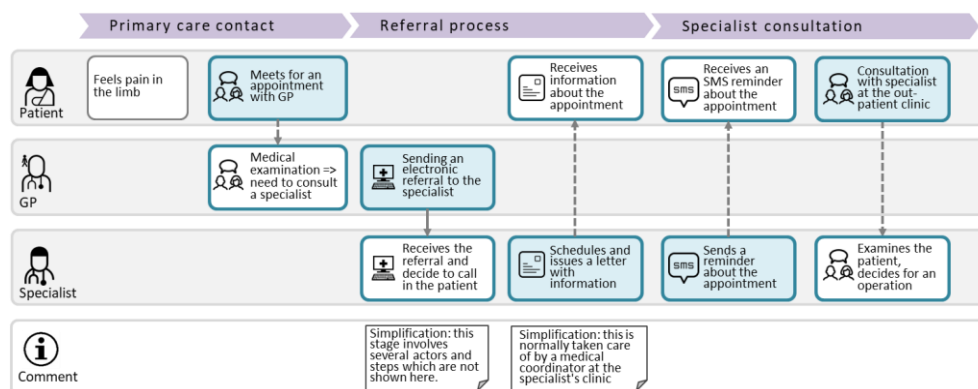 Primary care contact
Referral process
Specialist consultation
Patient
Feels pain in
the limb
Meets for an
appointment
with GP
Receives
information
about the
appointment
sms
Receives an
SMS reminder
about the
appointment
Consultation
with specialist
at the out-
patient clinic
GP
Medical
examination =>
need to consult
a specialist
Sending an
electronic
referral to the
specialist
Specialist
Receives the
referral and
decide to call
in the patient
Schedules and
issues a letter
with
information
sms
Sends a
reminder
about the
appointment
Examines the
patient,
decides for an
operation
Comment
Simplification: this
stage involves
several actors and
steps which are not
shown here.
Simplification: this is
normally taken care
of by a medical
coordinator at the
specialist's clinic